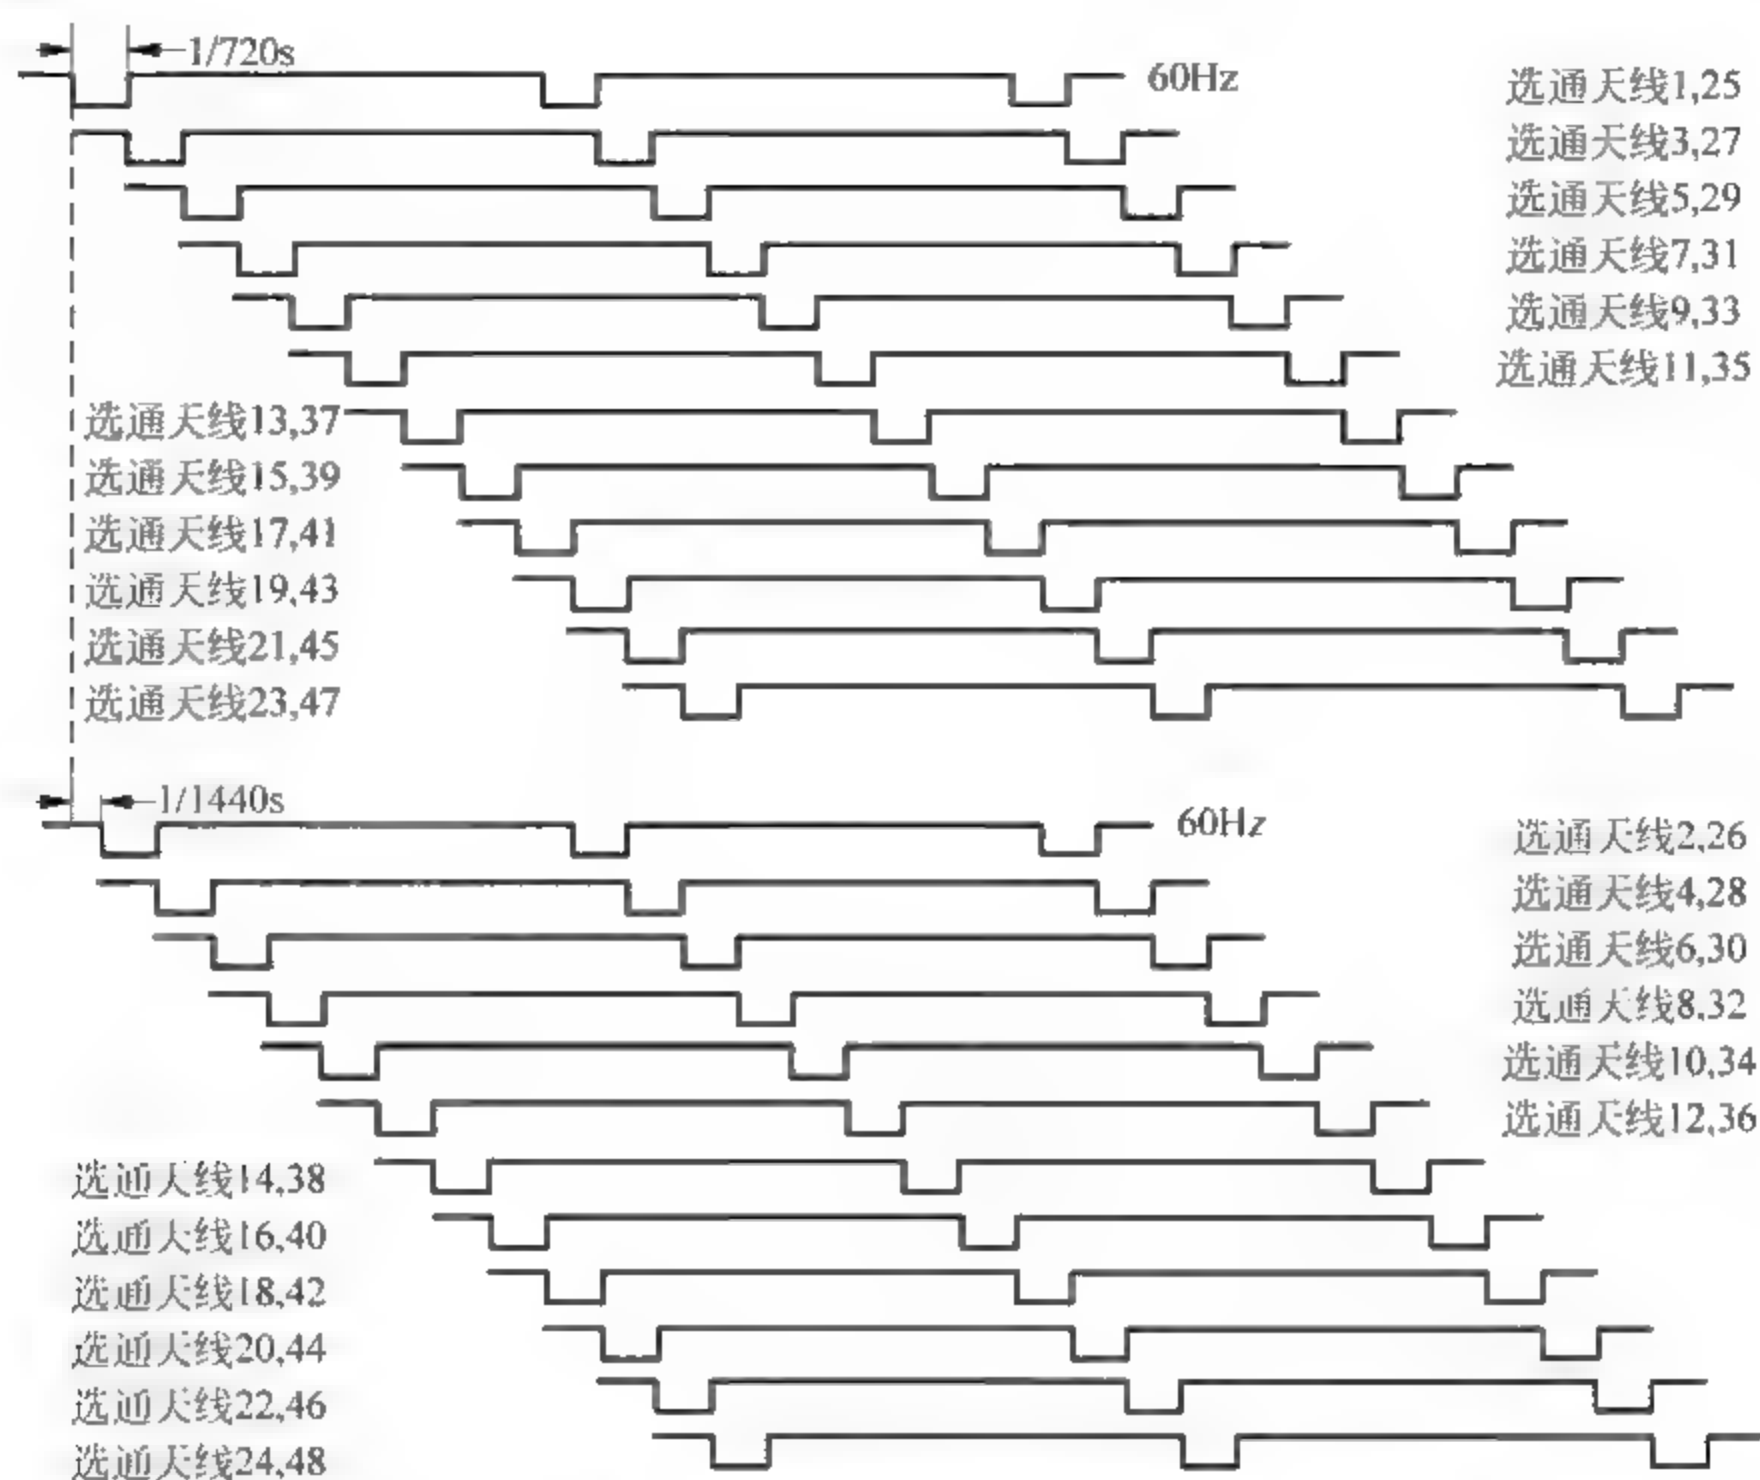 1/720s
60Hz
选通天线1,25
选通天线3,27
选通天线5,29
选通天线7,31
选通天线9,33
选通天线11,35
选通天线13,37
选通天线15,39
选通天线17,41
选通天线19,43
选通天线21,45
选通天线23,47
1/1440s
60Hz
选通天线2,26
选通天线4,28
选通天线6,30
选通天线8,32
选通天线10,34
选通天线12,36
选通天线14,38
选通天线16,40
选通天线18,42
选通天线20,44
选通天线22,46
选通天线24,48